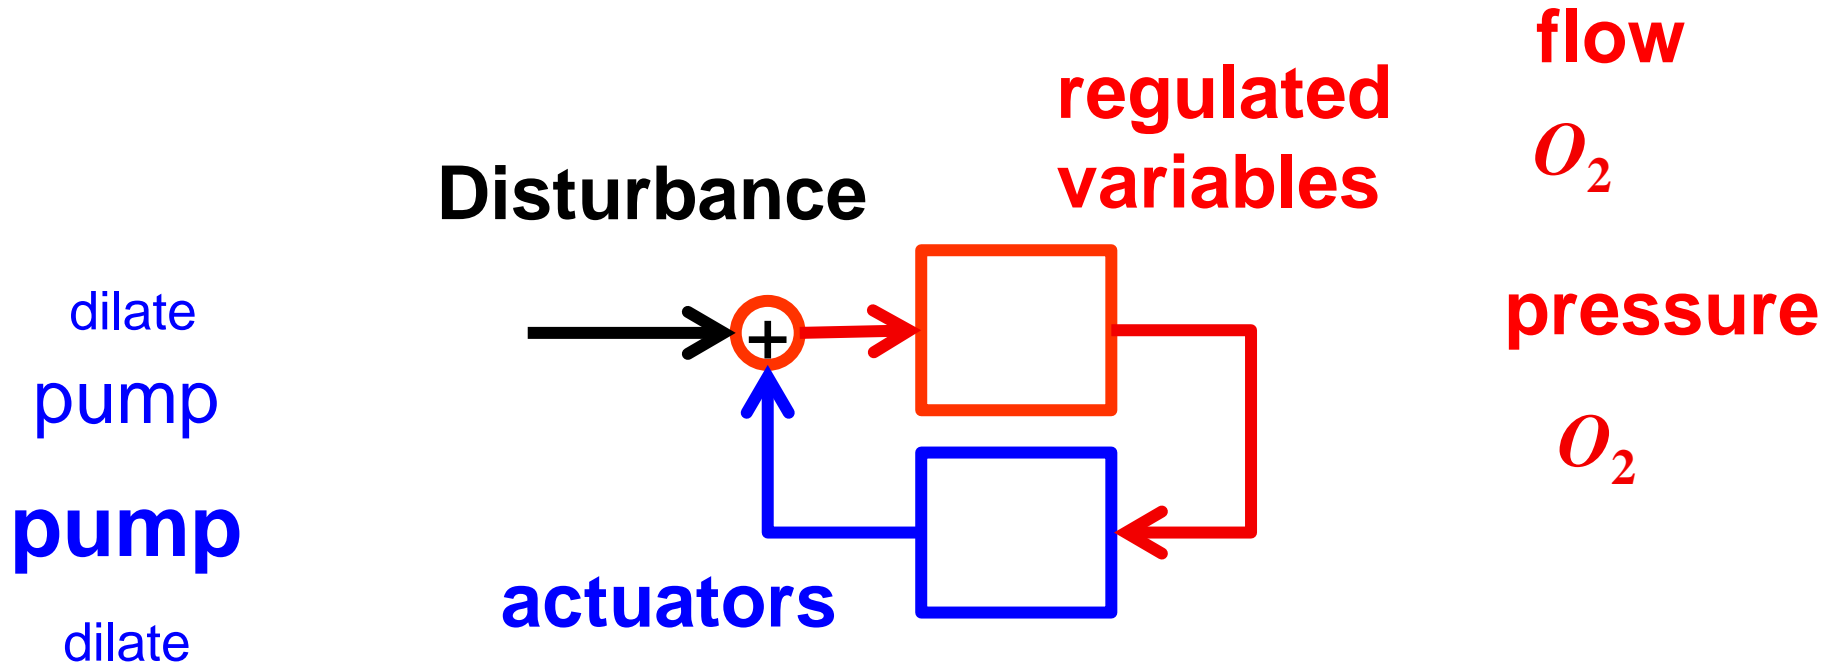 flow
regulated
variables
O₂
Disturbance
dilate
pressure
+
pump
O₂
pump
actuators
dilate